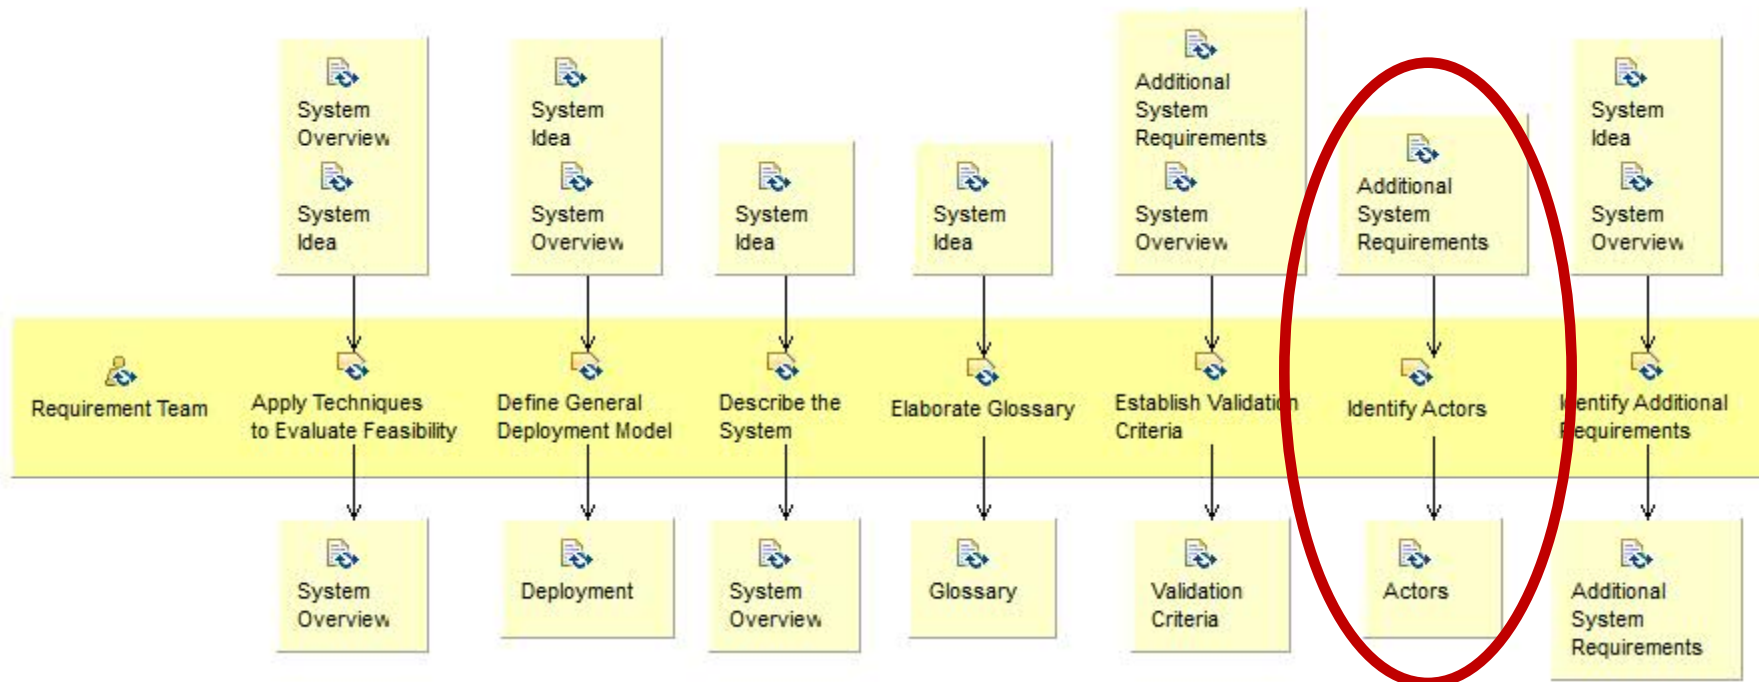 System
Overview
System
Idea
System
Idea
System
Overview
System
Idea
System
Idea
Additional
System
Requirements
System
Overview
Additional
System
Requirements
System
Idea
System
Overview
Requirement Team
Apply Techniques
to Evaluate Feasibility
Define General
Deployment Model
Describe the
System
Elaborate Glossary
Establish Validation
Criteria
Identify Actors
Identify Additional
Requirements
System
Overview
Deployment
System
Overview
Glossary
Validation
Criteria
Actors
Additional
System
Requirements